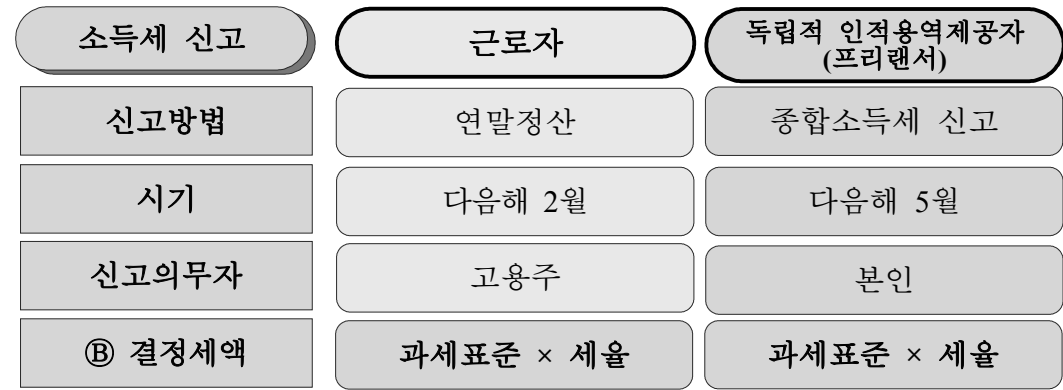 소득세 신고
근로자
독립적 인적용역제공자
(프리랜서)
신고방법
연말정산
종합소득세 신고
시기
다음해 2월
다음해 5월
신고의무자
고용주
본인
Ⓑ 결정세액
과세표준 × 세율
과세표준 × 세율